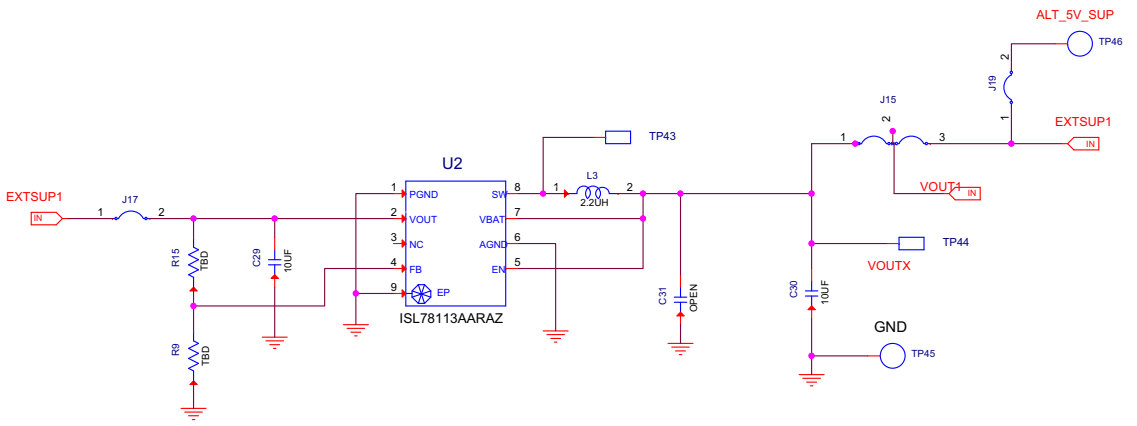 ALT_5V_SUP
TP46
2
J19
1
J15
2
1
3
EXTSUP1
IN
TP43
U2
L3
EXTSUP1
IN
J17
1
2
1
PGND
SW
8
1
2
2.2UH
VOUT1
IN
2
VOUT
VBAT
7
3
NC
AGND
6
TP44
VOUTX
R15
TBD
C29
10UF
4
FB
EN
5
9
EP
C31
OPEN
C30
10UF
ISL78113AARAZ
GND
TP45
R9
TBD